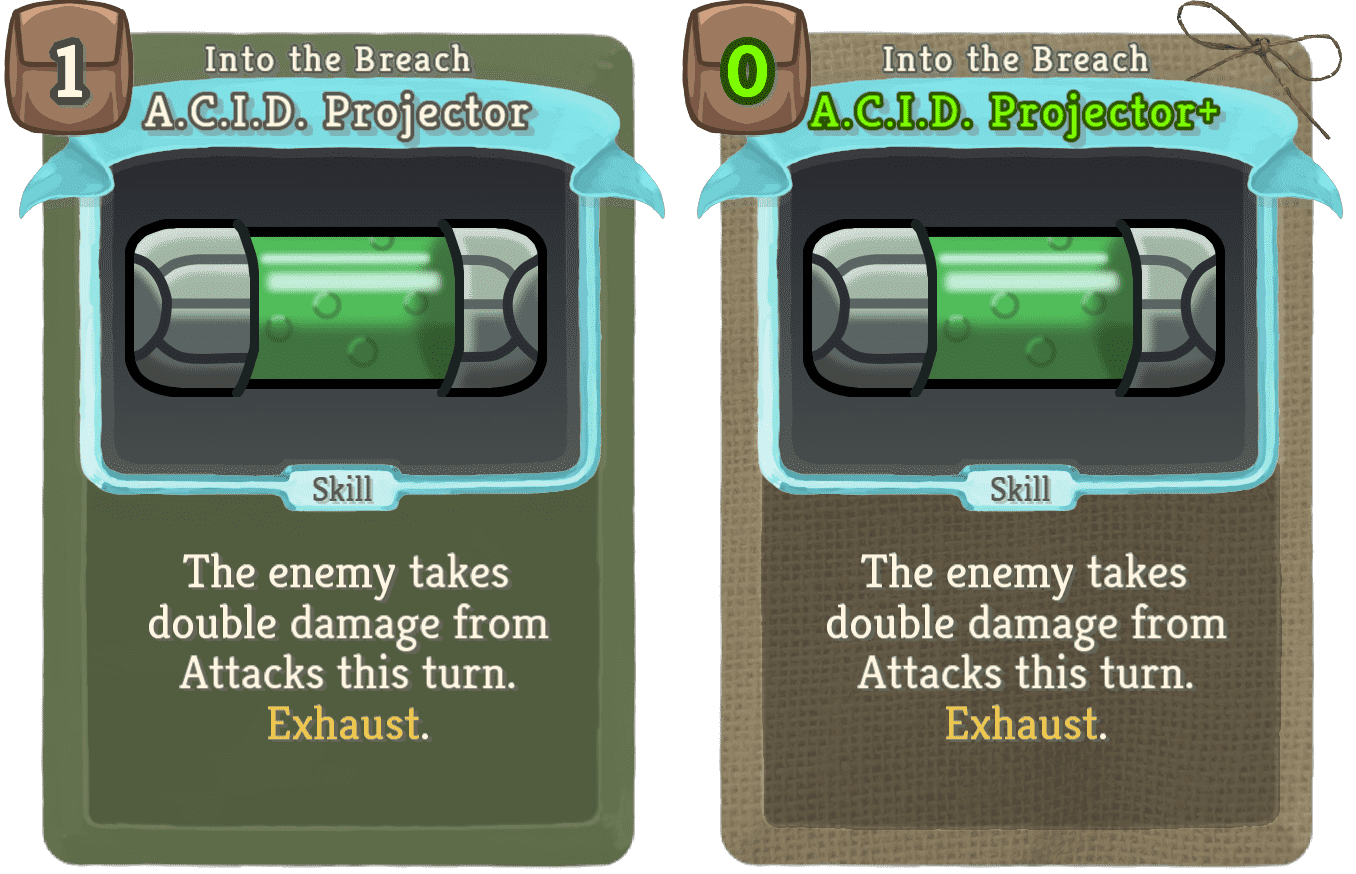 1
Into the Breach
A.C.I.D. Projector
Skill
The enemy takes
double damage from
Attacks this turn.
Exhaust.
0
Into the Breach
A.C.I.D. Projector+
Skill
The enemy takes
double damage from
Attacks this turn.
Exhaust.